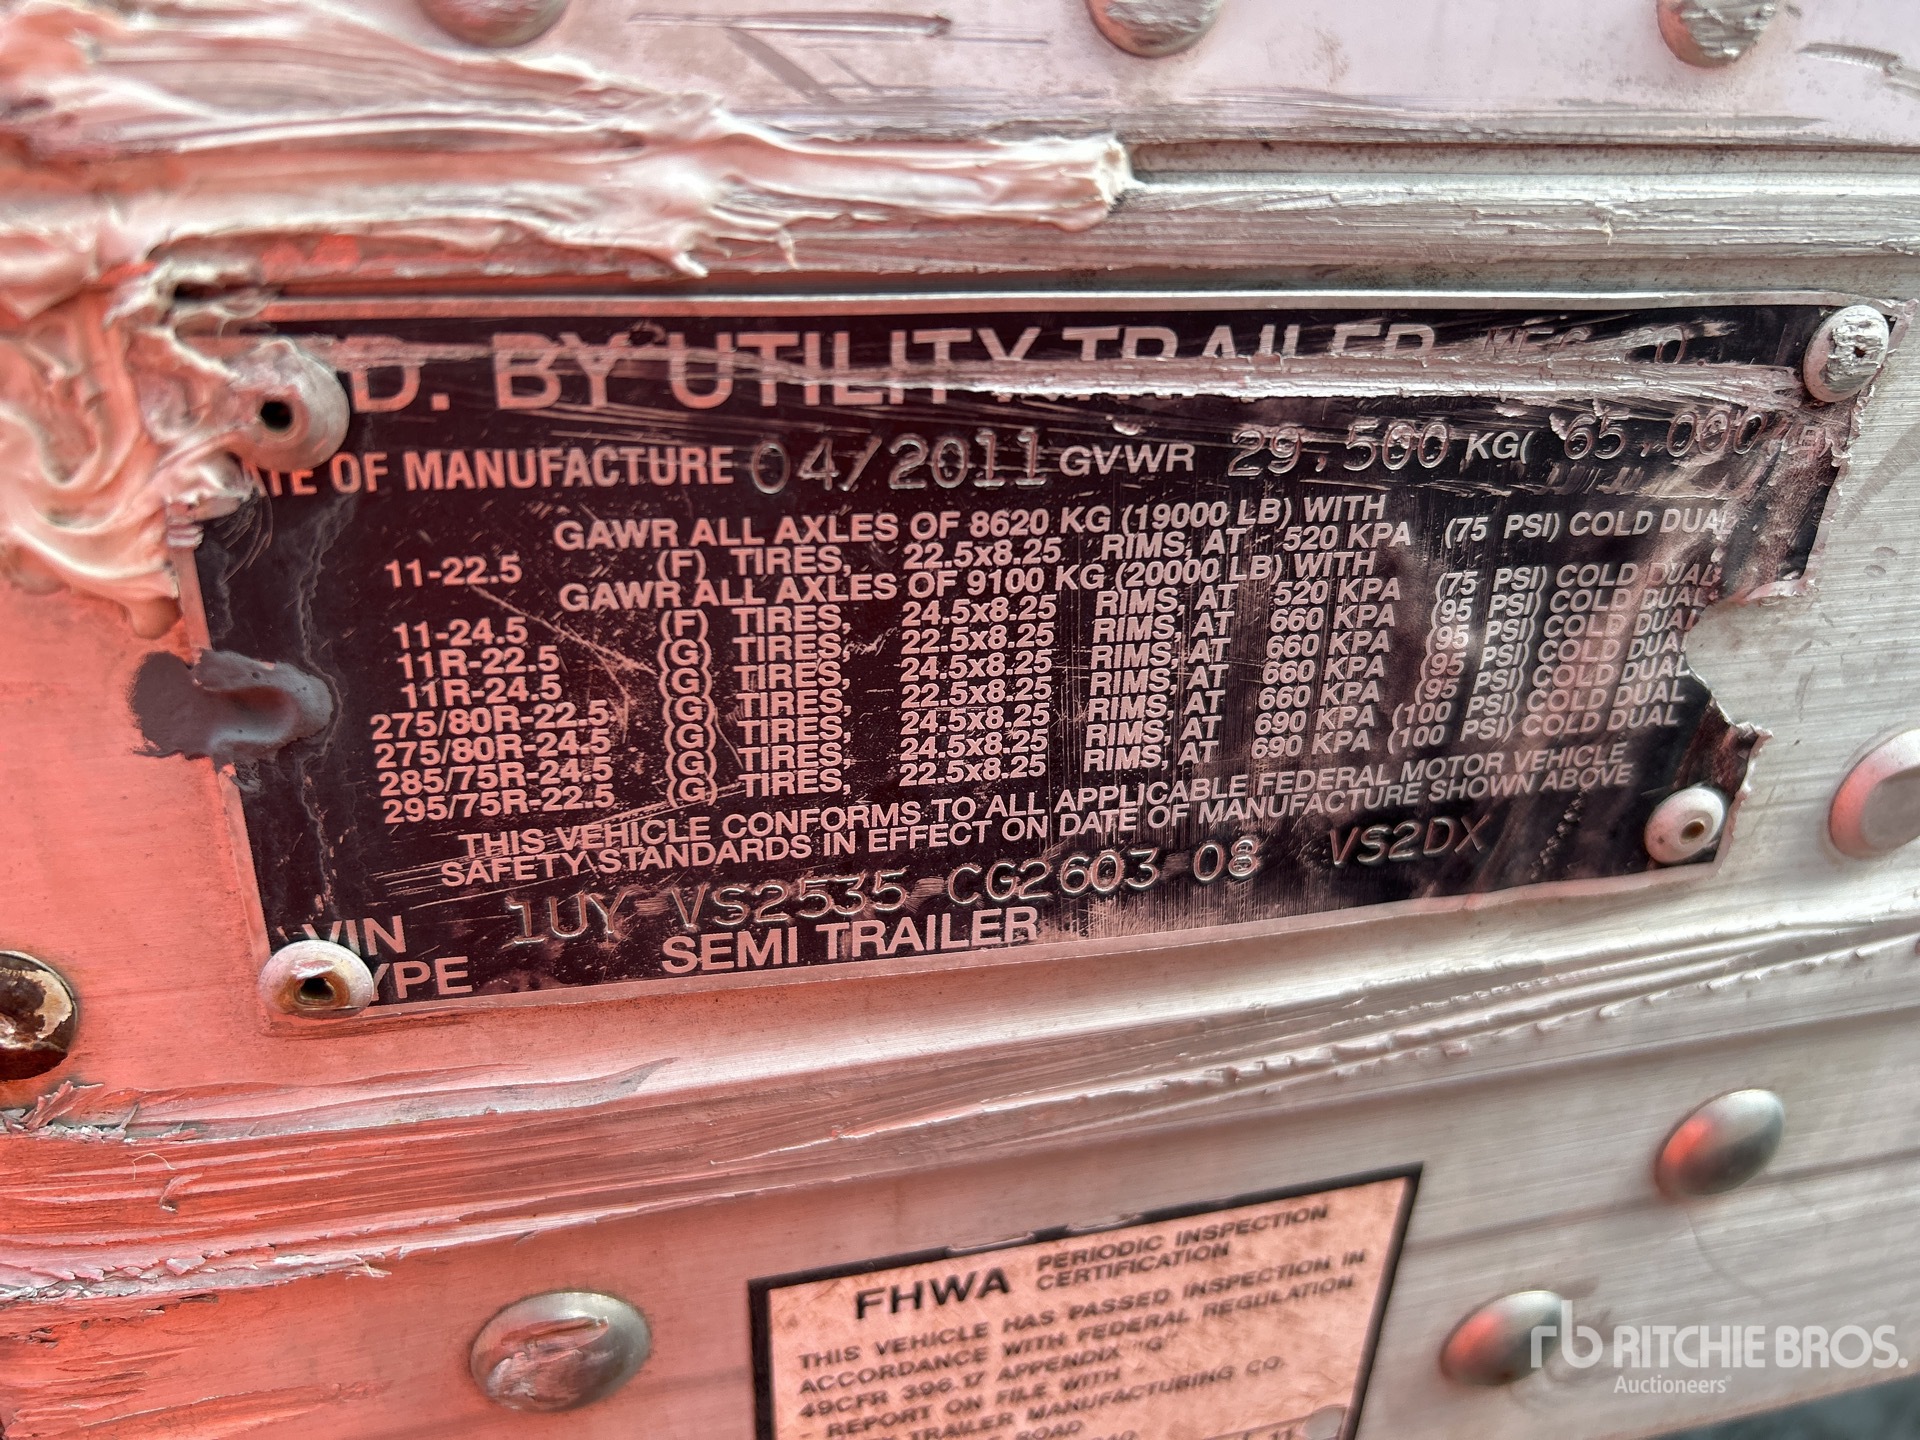 D. BY UTILITY TRAILER MFG. CO
ATE OF MANUFACTURE 04/2011 GVWR 29,500 KG( 65,000 LB
GAWR ALL AXLES OF 8620 KG (19000 LB) WITH
11-22.5 (F) TIRES, 22.5x8.25 RIMS, AT 520 KPA (75 PSI) COLD DUAL
GAWR ALL AXLES OF 9100 KG (20000 LB) WITH
11-24.5 (F) TIRES, 24.5x8.25 RIMS, AT 520 KPA (75 PSI) COLD DUAL
11R-22.5 (G) TIRES, 22.5x8.25 RIMS, AT 660 KPA (95 PSI) COLD DUAL
11R-24.5 (G) TIRES, 24.5x8.25 RIMS, AT 660 KPA (95 PSI) COLD DUAL
275/80R-22.5 (G) TIRES, 22.5x8.25 RIMS, AT 660 KPA (95 PSI) COLD DUAL
275/80R-24.5 (G) TIRES, 24.5x8.25 RIMS, AT 660 KPA (95 PSI) COLD DUAL
285/75R-24.5 (G) TIRES, 24.5x8.25 RIMS, AT 690 KPA (100 PSI) COLD DUAL
295/75R-22.5 (G) TIRES, 22.5x8.25 RIMS, AT 690 KPA (100 PSI) COLD DUAL
THIS VEHICLE CONFORMS TO ALL APPLICABLE FEDERAL MOTOR VEHICLE
SAFETY STANDARDS IN EFFECT ON DATE OF MANUFACTURE SHOWN ABOVE
VIN 1UY VS2535 CG2603 08 VS2DX
YPE SEMI TRAILER
FHWA PERIODIC INSPECTION
CERTIFICATION
THIS VEHICLE HAS PASSED INSPECTION IN
ACCORDANCE WITH FEDERAL REGULATION
49CFR 396.17 APPENDIX "G"
- REPORT ON FILE WITH
TRAILER MANUFACTURING CO.
ROAD
rb RITCHIE BROS.
Auctioneers